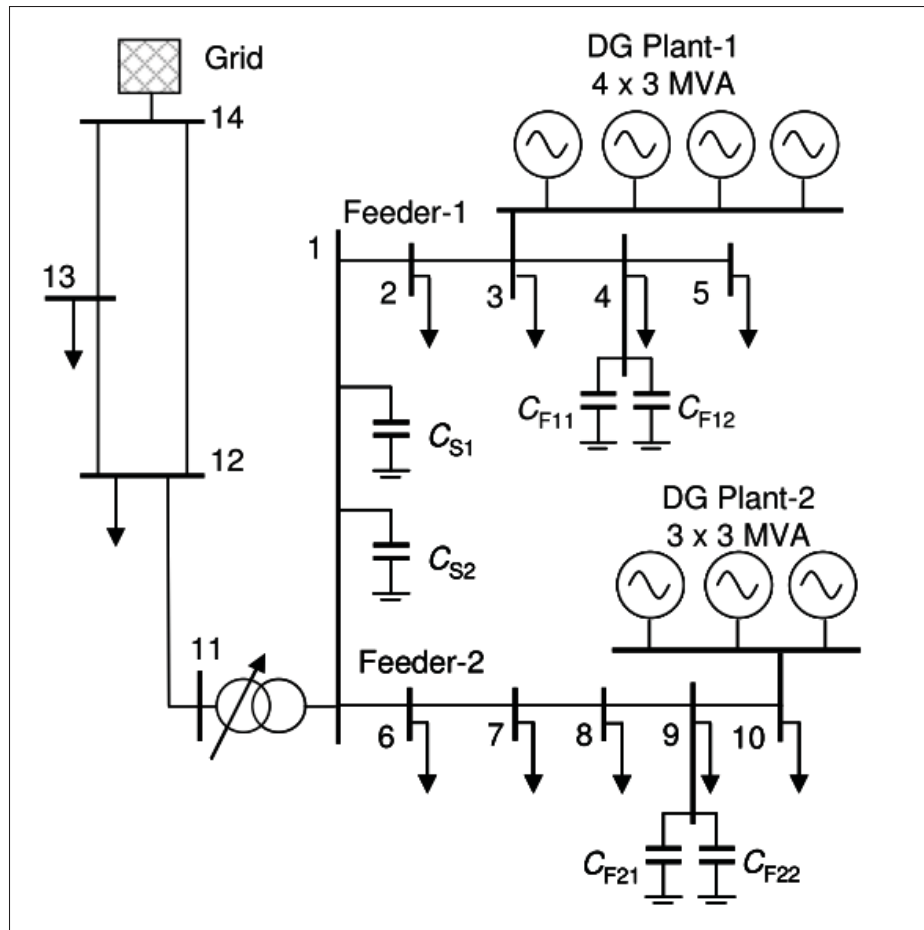 Grid
14
13
12
11
DG Plant-1
4 x 3 MVA
Feeder-1
1
2
3
4
5
CF11
CF12
CS1
CS2
DG Plant-2
3 x 3 MVA
Feeder-2
6
7
8
9
10
CF21
CF22